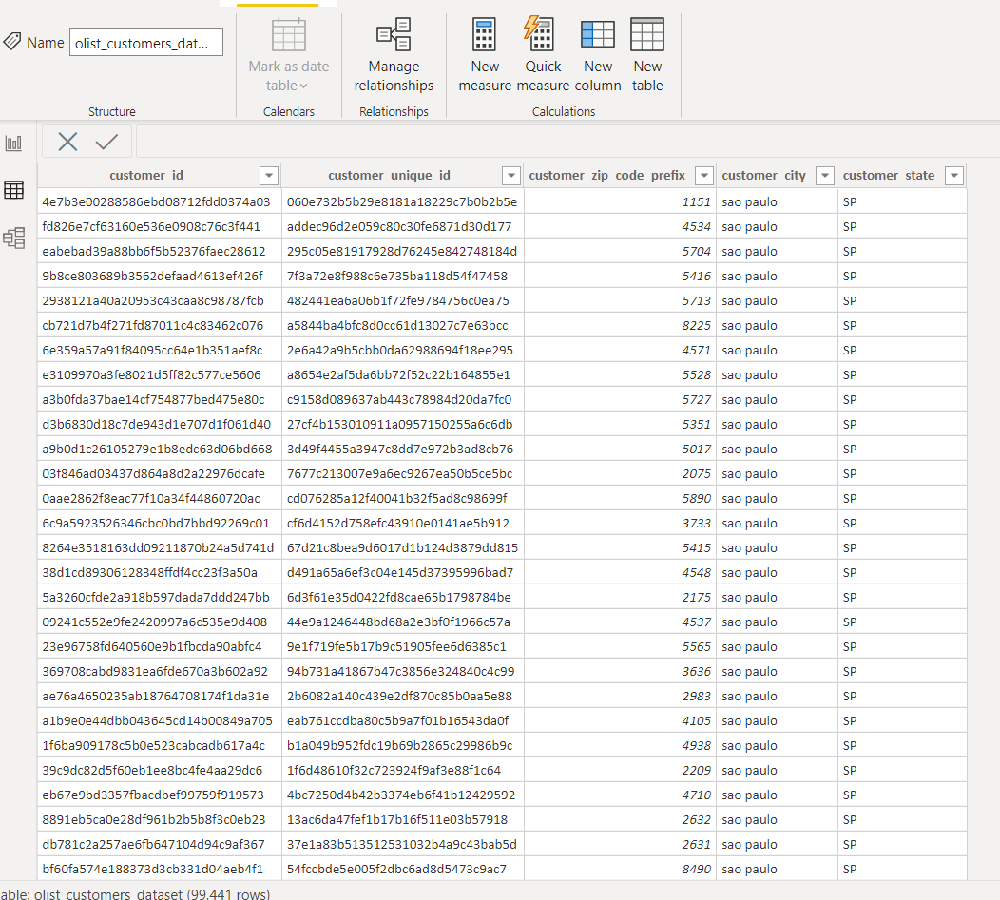 Name olist_customers_dat...
Mark as date table
Manage relationships
New measure
Quick measure
New column
New table
Structure
Calendars
Relationships
Calculations
customer_id customer_unique_id customer_zip_code_prefix customer_city customer_state
4e7b3e00288586ebd08712fdd0374a03 060e732b5b29e8181a18229c7b0b2b5e 1151 sao paulo SP
fd826e7cf63160e536e0908c76c3f441 addec96d2e059c80c30fe6871d30d177 4534 sao paulo SP
eabebad39a88bb6f5b52376faec28612 295c05e81917928d76245e842748184d 5704 sao paulo SP
9b8ce803689b3562defaad4613ef426f 7f3a72e8f988c6e735ba118d54f47458 5416 sao paulo SP
2938121a40a20953c43caa8c98787fcb 482441ea6a06b1f72fe9784756c0ea75 5713 sao paulo SP
cb721d7b4f271fd87011c4c83462c076 a5844ba4bfc8d0cc61d13027c7e63bcc 8225 sao paulo SP
6e359a57a91f84095cc64e1b351aef8c 2e6a42a9b5cbb0da62988694f18ee295 4571 sao paulo SP
e3109970a3fe8021d5ff82c577ce5606 a8654e2af5da6bb72f52c22b164855e1 5528 sao paulo SP
a3b0fda37bae14cf754877bed475e80c c9158d089637ab443c78984d20da7fc0 5727 sao paulo SP
d3b6830d18c7de943d1e707d1f061d40 27cf4b153010911a0957150255a6c6db 5351 sao paulo SP
a9b0d1c26105279e1b8edc63d06bd668 3d49f4455a3947c8dd7e972b3ad8cb76 5017 sao paulo SP
03f846ad03437d864a8d2a22976dcafe 7677c213007e9a6ec9267ea50b5ce5bc 2075 sao paulo SP
0aae2862f8eac77f10a34f44860720ac cd076285a12f40041b32f5ad8c98699f 5890 sao paulo SP
6c9a5923526346cbc0bd7bbd92269c01 cf6d4152d758efc43910e0141ae5b912 3733 sao paulo SP
8264e3518163dd09211870b24a5d741d 67d21c8bea9d6017d1b124d3879dd815 5415 sao paulo SP
38d1cd89306128348ffdf4cc23f3a50a d491a65a6ef3c04e145d37395996bad7 4548 sao paulo SP
5a3260cfde2a918b597dada7ddd247bb 6d3f61e35d0422fd8cae65b1798784be 2175 sao paulo SP
09241c552e9fe2420997a6c535e9d408 44e9a1246448bd68a2e3bf0f1966c57a 4537 sao paulo SP
23e96758fd640560e9b1fbcda90abfc4 9e1f719fe5b17b9c51905fee6d6385c1 5565 sao paulo SP
369708cabd9831ea6fde670a3b602a92 94b731a41867b47c3856e324840c4c99 3636 sao paulo SP
ae76a4650235ab18764708174f1da31e 2b6082a140c439e2df870c85b0aa5e88 2983 sao paulo SP
a1b9e0e44dbb043645cd14b00849a705 eab761ccdba80c5b9a7f01b16543da0f 4105 sao paulo SP
1f6ba909178c5b0e523cabcadb617a4c b1a049b952fdc19b69b2865c29986b9c 4938 sao paulo SP
39c9dc82d5f60eb1ee8bc4fe4aa29dc6 1f6d48610f32c723924f9af3e88f1c64 2209 sao paulo SP
eb67e9bd3357fbacdbef99759f919573 4bc7250d4b42b3374eb6f41b12429592 4710 sao paulo SP
8891eb5ca0e28df961b2b5b8f3c0eb23 13ac6da47fef1b17b16f511e03b57918 2632 sao paulo SP
db781c2a257ae6fb647104d94c9af367 37e1a83b513512531032b4a9c43bab5d 2631 sao paulo SP
bf60fa574e188373d3cb331d04aeb4f1 54fccbde5e005f2dbc6ad8d5473c9ac7 8490 sao paulo SP
Table: olist_customers_dataset (99,441 rows)